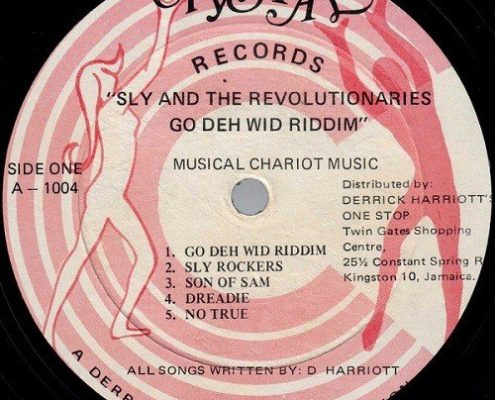 RECORDS
"SLY AND THE REVOLUTIONARIES
GO DEH WID RIDDIM"
SIDE ONE
A - 1004
MUSICAL CHARIOT MUSIC
Distributed by:
DERRICK HARRIOTT'S
ONE STOP
Twin Gates Shopping
Centre,
25½ Constant Spring R
Kingston 10, Jamaica.
1. GO DEH WID RIDDIM
2. SLY ROCKERS
3. SON OF SAM
4. DREADIE
5. NO TRUE
ALL SONGS WRITTEN BY: D HARRIOTT
A DERR